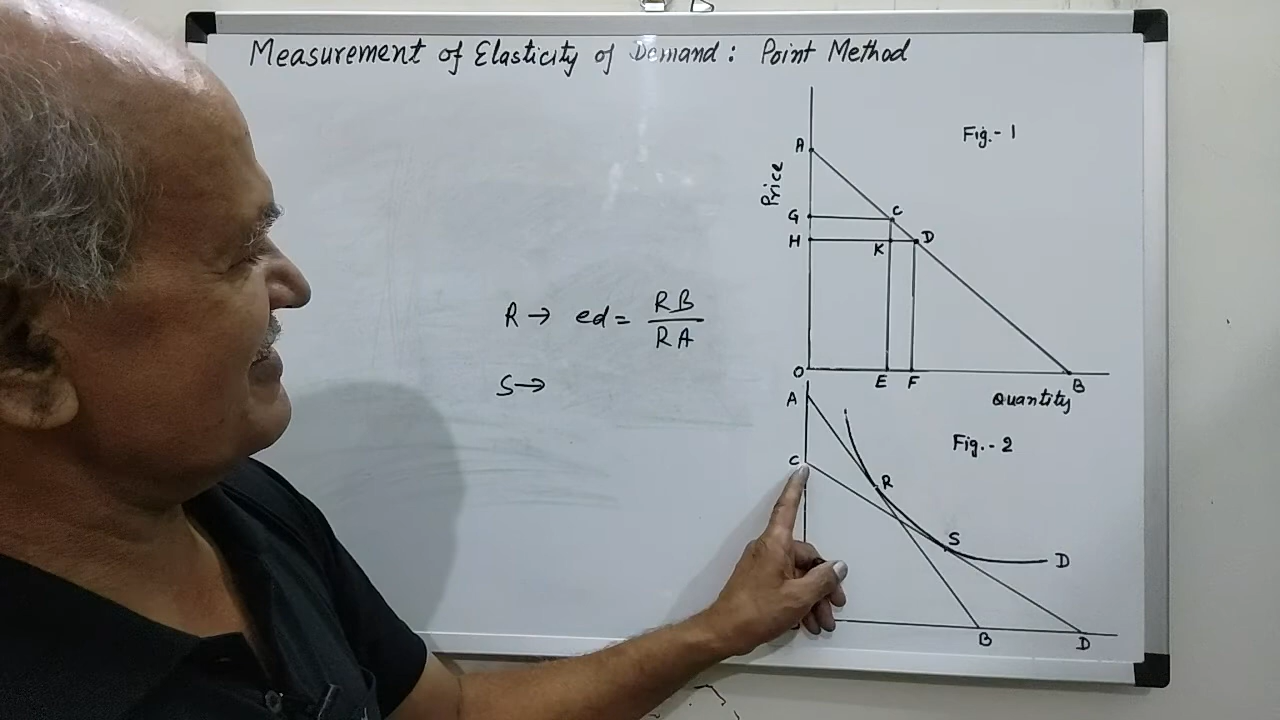 Measurement of Elasticity of Demand: Point Method
Fig.-1
A
Price
G
C
H
K
D
R → ed = RB
RA
S →
O
E
F
B
Quantity
A
Fig.-2
C
R
S
D
B
D